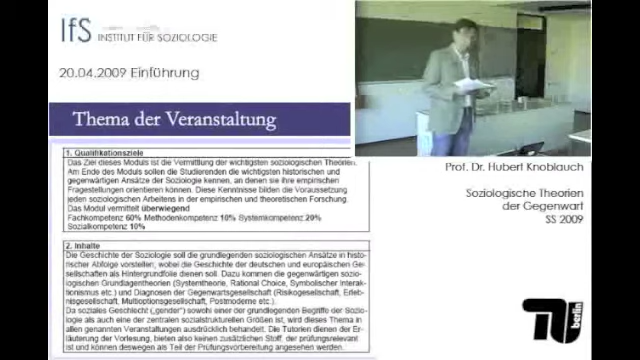 IfS INSTITUT FÜR SOZIOLOGIE
20.04.2009 Einführung
Thema der Veranstaltung
1. Qualifikationsziele
Das Ziel dieses Moduls ist die Vermittlung der wichtigsten soziologischen Theorien.
Am Ende des Moduls sollen die Studierenden die wichtigsten historischen und
gegenwärtigen Ansätze der Soziologie kennen, an denen sie ihre empirischen
Fragestellungen orientieren können. Diese Kenntnisse bilden die Voraussetzung
jeden soziologischen Arbeitens in der empirischen und theoretischen Forschung.
Das Modul vermittelt überwiegend
Fachkompetenz 60% Methodenkompetenz 10% Systemkompetenz 20%
Sozialkompetenz 10%
2. Inhalte
Die Geschichte der Soziologie soll die grundlegenden soziologischen Ansätze in histo-
rischer Abfolge vorstellen, wobei die Geschichte der deutschen und europäischen Ge-
sellschaften als Hintergrundfolie dienen soll. Dazu kommen die gegenwärtigen sozio-
logischen Grundlagentheorien (Systemtheorie, Rational Choice, Symbolischer Interak-
tionismus etc.) und Diagnosen der Gegenwartsgesellschaft (Risikogesellschaft, Erleb-
nisgesellschaft, Multioptionsgesellschaft, Postmoderne etc.).
Da soziales Geschlecht („gender“) sowohl einer der grundlegenden Begriffe der Sozio-
logie als auch eine der zentralen sozialstrukturellen Größen ist, wird dieses Thema in
allen genannten Veranstaltungen ausdrücklich behandelt. Die Tutorien dienen der Er-
läuterung der Vorlesung, bieten also keinen zusätzlichen Stoff, der prüfungsrelevant
ist und können deswegen als Teil der Prüfungsvorbereitung angesehen werden.
Prof. Dr. Hubert Knoblauch
Soziologische Theorien
der Gegenwart
SS 2009
berlin